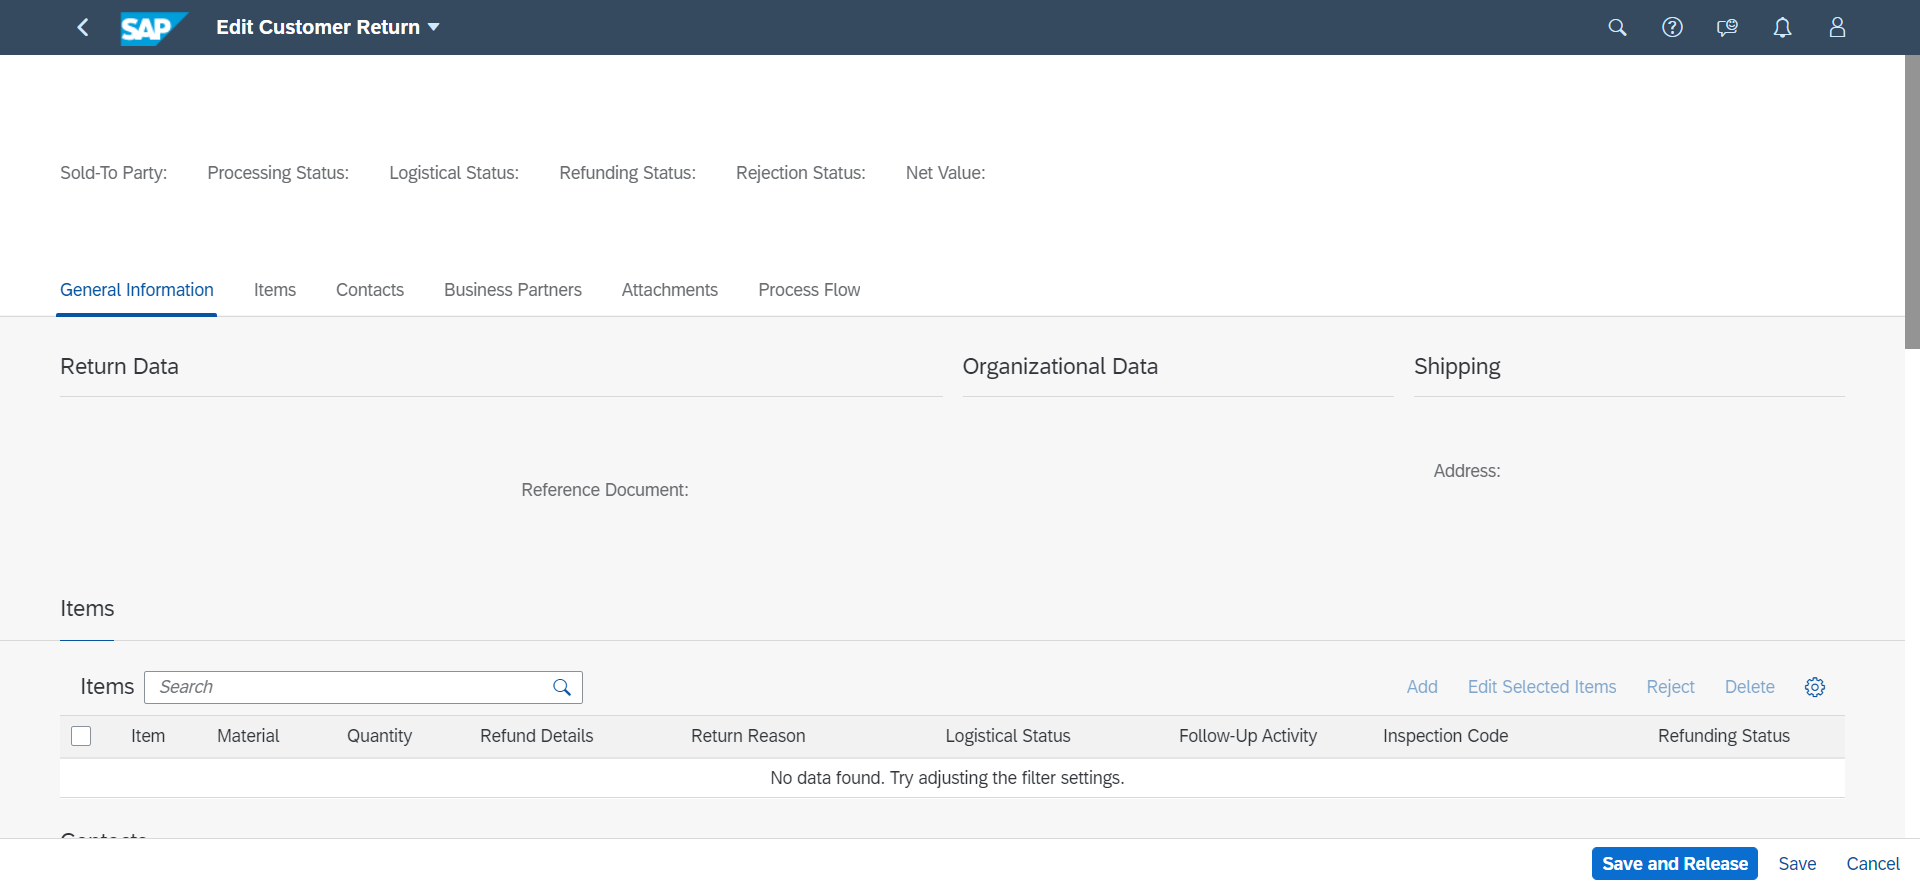 SAP Edit Customer Return
Sold-To Party: Processing Status: Logistical Status: Refunding Status: Rejection Status: Net Value:
General Information Items Contacts Business Partners Attachments Process Flow
Return Data Organizational Data Shipping
Address:
Reference Document:
Items
Items Search Add Edit Selected Items Reject Delete
Item Material Quantity Refund Details Return Reason Logistical Status Follow-Up Activity Inspection Code Refunding Status
No data found. Try adjusting the filter settings.
Contacts
Save and Release Save Cancel